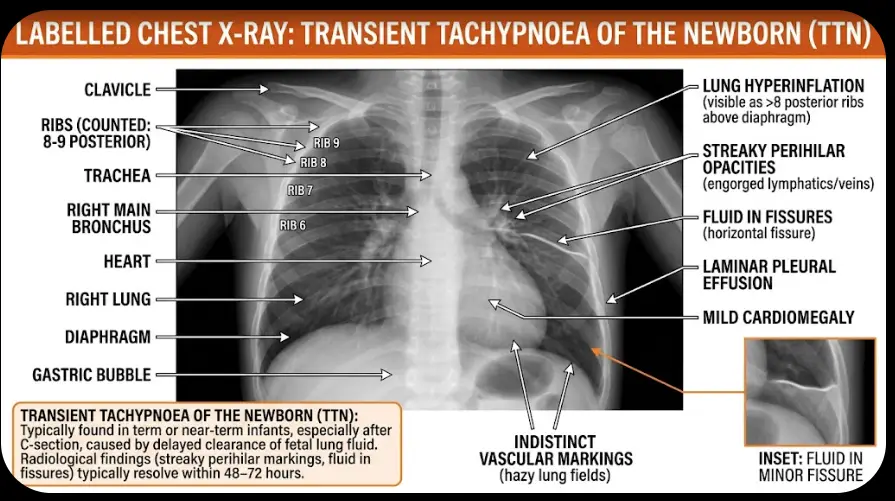 LABELLED CHEST X-RAY: TRANSIENT TACHYPNOEA OF THE NEWBORN (TTN)
CLAVICLE
RIBS (COUNTED:
8-9 POSTERIOR)
TRACHEA
RIGHT MAIN
BRONCHUS
HEART
RIGHT LUNG
DIAPHRAGM
GASTRIC BUBBLE
RIB 9
RIB 8
RIB 7
RIB 6
LUNG HYPERINFLATION
(visible as >8 posterior ribs
above diaphragm)
STREAKY PERIHILAR
OPACITIES
(engorged lymphatics/veins)
FLUID IN FISSURES
(horizontal fissure)
LAMINAR PLEURAL
EFFUSION
MILD CARDIOMEGALY
TRANSIENT TACHYPNOEA OF THE NEWBORN (TTN):
Typically found in term or near-term infants, especially after
C-section, caused by delayed clearance of fetal lung fluid.
Radiological findings (streaky perihilar markings, fluid in
fissures) typically resolve within 48–72 hours.
INDISTINCT
VASCULAR MARKINGS
(hazy lung fields)
INSET: FLUID IN
MINOR FISSURE